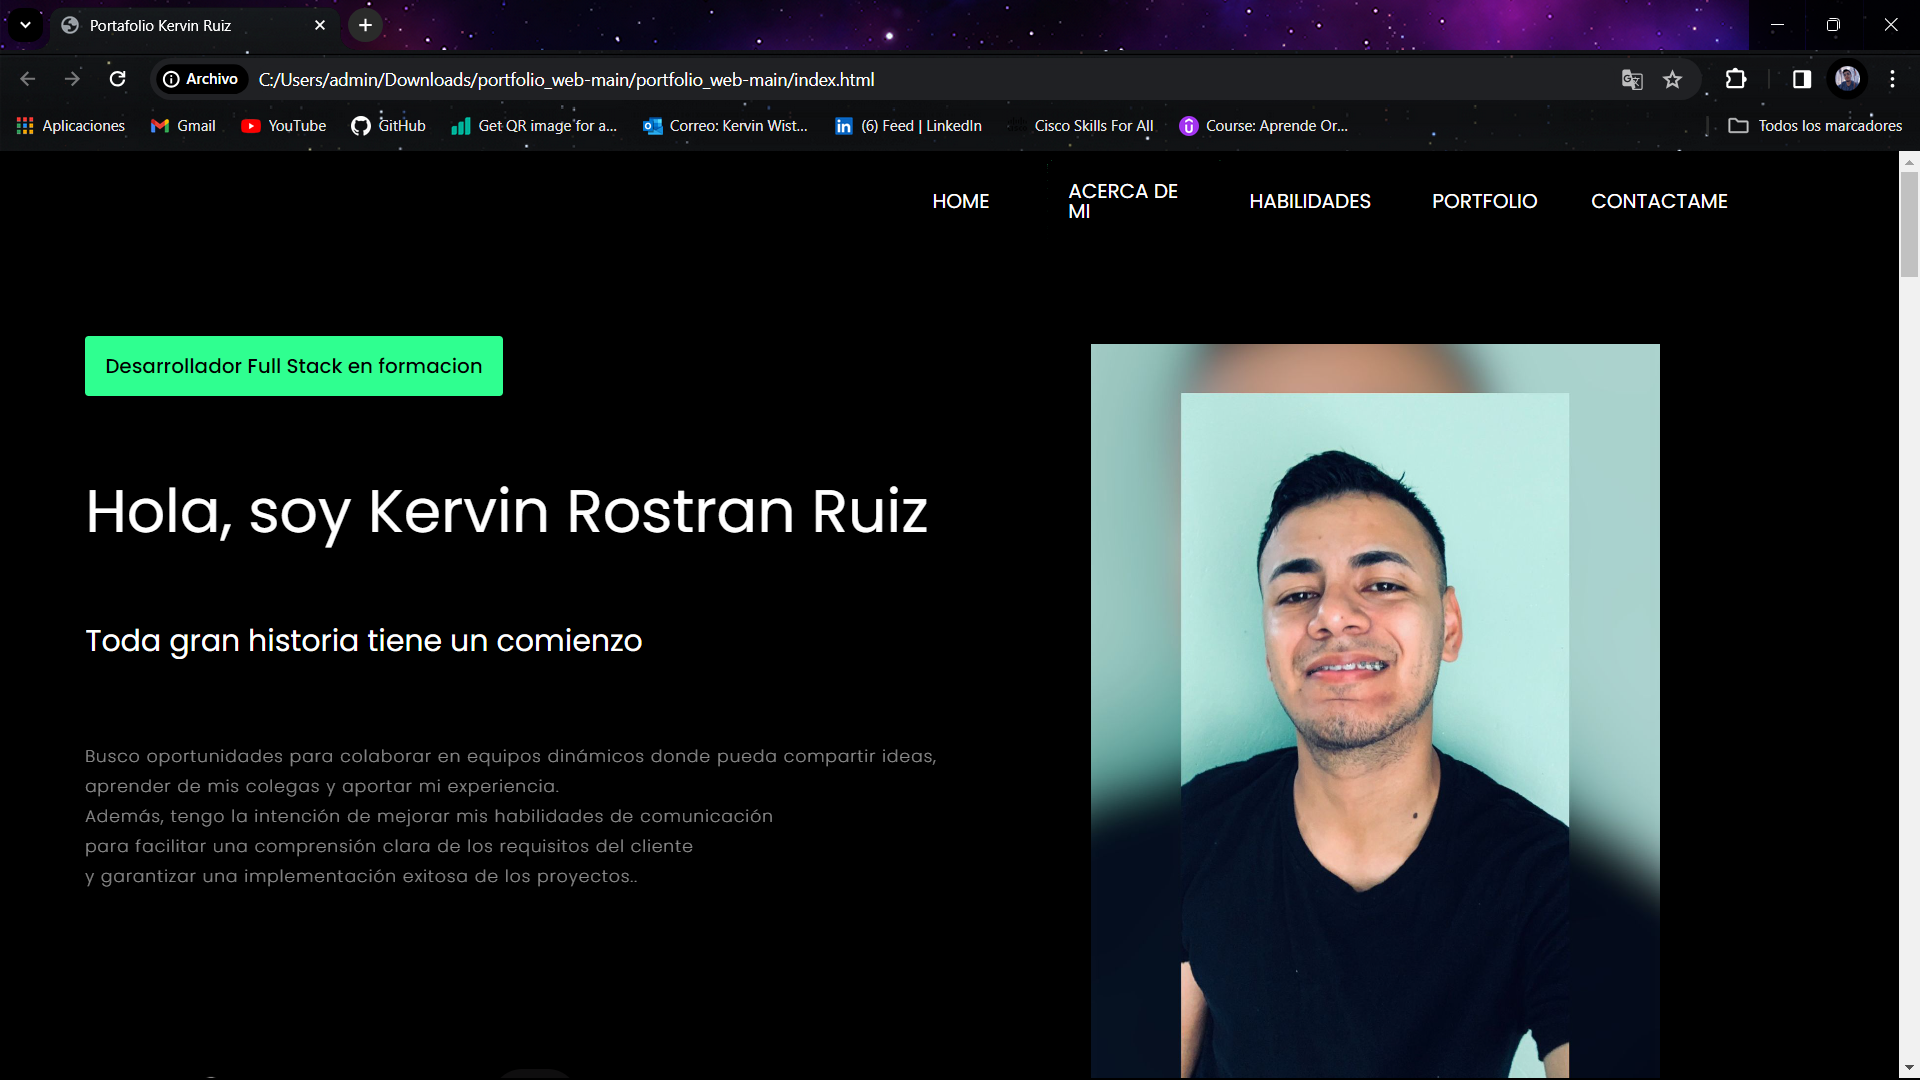 Portafolio Kervin Ruiz
Archivo C:/Users/admin/Downloads/portfolio_web-main/portfolio_web-main/index.html
Aplicaciones Gmail YouTube GitHub Get QR image for a... Correo: Kervin Wist... (6) Feed | LinkedIn Cisco Skills For All Course: Aprende Or... Todos los marcadores
HOME ACERCA DE MI HABILIDADES PORTFOLIO CONTACTAME
Desarrollador Full Stack en formacion
Hola, soy Kervin Rostran Ruiz
Toda gran historia tiene un comienzo
Busco oportunidades para colaborar en equipos dinámicos donde pueda compartir ideas,
aprender de mis colegas y aportar mi experiencia.
Además, tengo la intención de mejorar mis habilidades de comunicación
para facilitar una comprensión clara de los requisitos del cliente
y garantizar una implementación exitosa de los proyectos..